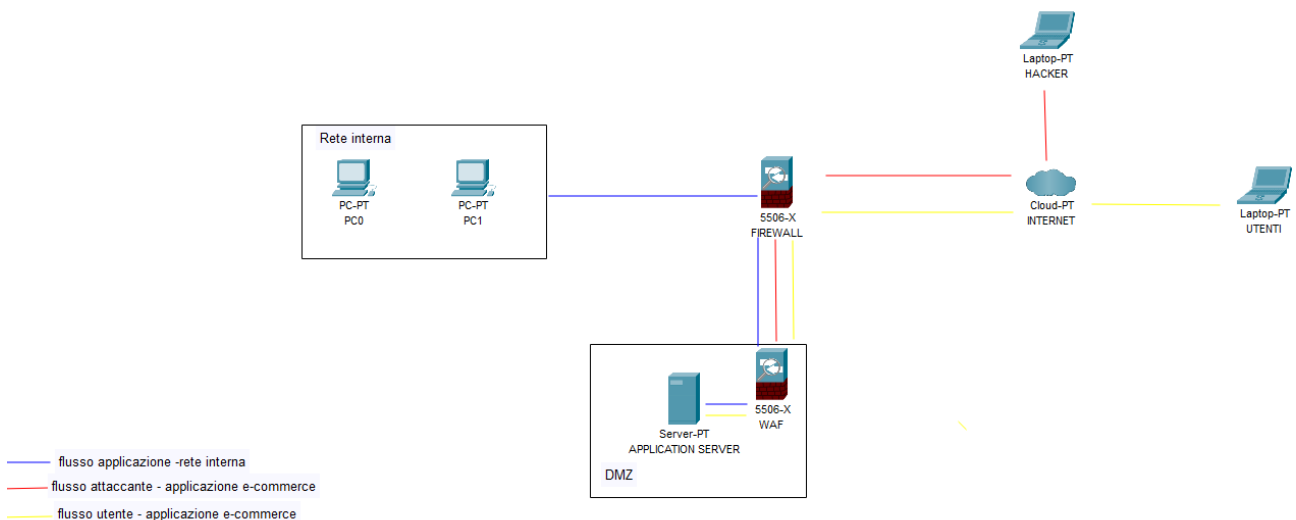 Laptop-PT
HACKER
Rete interna
PC-PT
PC0
PC-PT
PC1
5506-X
FIREWALL
Cloud-PT
INTERNET
Laptop-PT
UTENTI
5506-X
WAF
Server-PT
APPLICATION SERVER
DMZ
flusso applicazione -rete interna
flusso attaccante - applicazione e-commerce
flusso utente - applicazione e-commerce